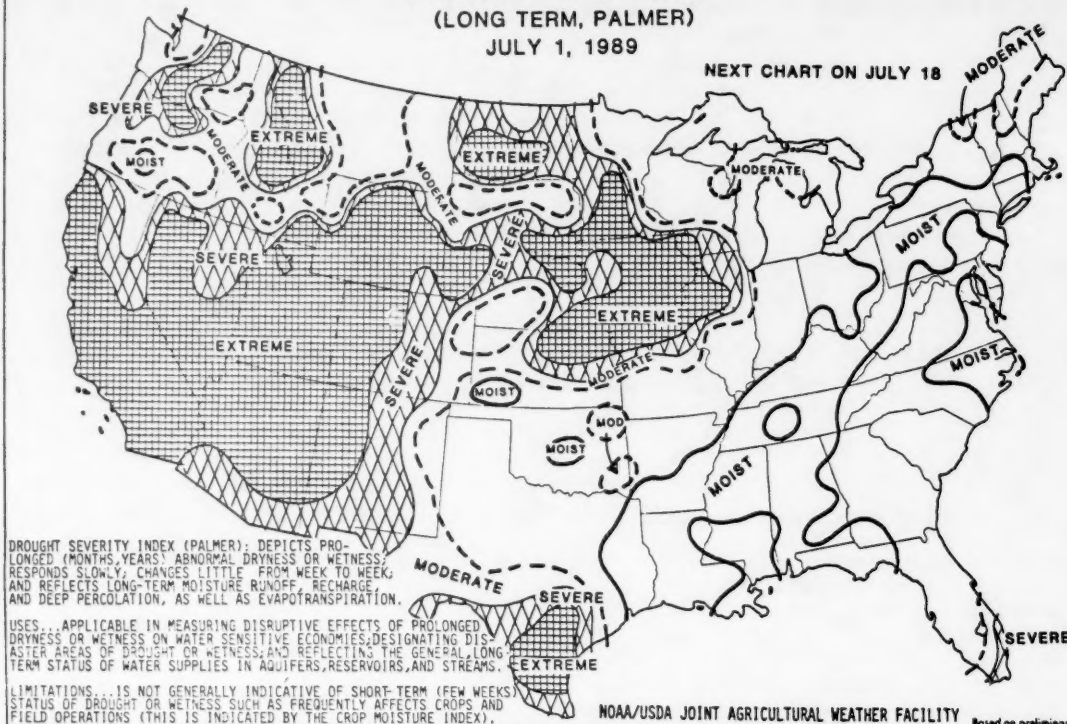 (LONG TERM, PALMER)
JULY 1, 1989
NEXT CHART ON JULY 18
MODERATE
SEVERE
EXTREME
MOIST
MODERATE
EXTREME
MODERATE
MODERATE
SEVERE
SEVERE
MOIST
EXTREME
EXTREME
SEVERE
MODERATE
MOIST
MOIST
MOD
MOIST
MOIST
MODERATE
SEVERE
EXTREME
SEVERE
DROUGHT SEVERITY INDEX (PALMER): DEPICTS PRO-
LONGED (MONTHS,YEARS) ABNORMAL DRYNESS OR WETNESS;
RESPONDS SLOWLY; CHANGES LITTLE FROM WEEK TO WEEK;
AND REFLECTS LONG-TERM MOISTURE RUNOFF, RECHARGE,
AND DEEP PERCOLATION, AS WELL AS EVAPOTRANSPIRATION.
USES...APPLICABLE IN MEASURING DISRUPTIVE EFFECTS OF PROLONGED
DRYNESS OR WETNESS ON WATER SENSITIVE ECONOMIES;DESIGNATING DIS-
ASTER AREAS OF DROUGHT OR WETNESS;AND REFLECTING THE GENERAL,LONG-
TERM STATUS OF WATER SUPPLIES IN AQUIFERS,RESERVOIRS,AND STREAMS.
LIMITATIONS...IS NOT GENERALLY INDICATIVE OF SHORT-TERM (FEW WEEKS)
STATUS OF DROUGHT OR WETNESS SUCH AS FREQUENTLY AFFECTS CROPS AND
FIELD OPERATIONS (THIS IS INDICATED BY THE CROP MOISTURE INDEX).
NOAA/USDA JOINT AGRICULTURAL WEATHER FACILITY
Based on